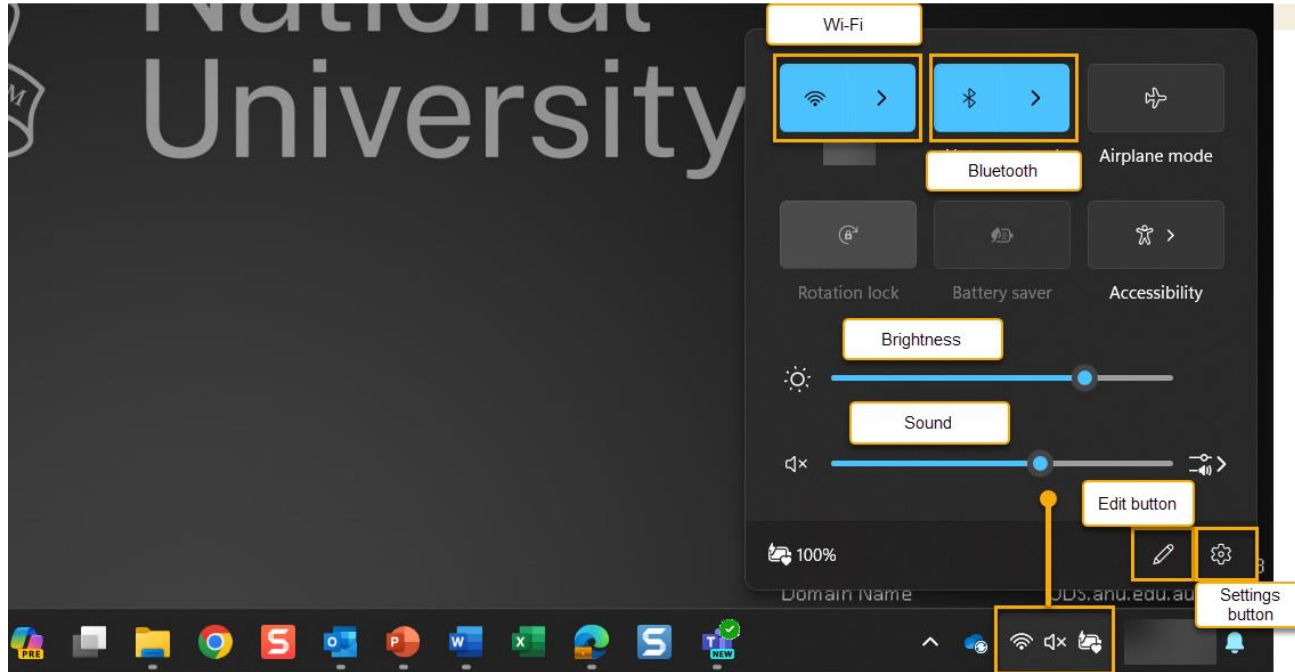 National
University
Wi-Fi
Bluetooth
Airplane mode
Rotation lock
Battery saver
Accessibility
Brightness
Sound
Edit button
100%
Domain Name
UDS.anu.edu.au
Settings
button
PRE
S
P
W
X
S
T
NEW